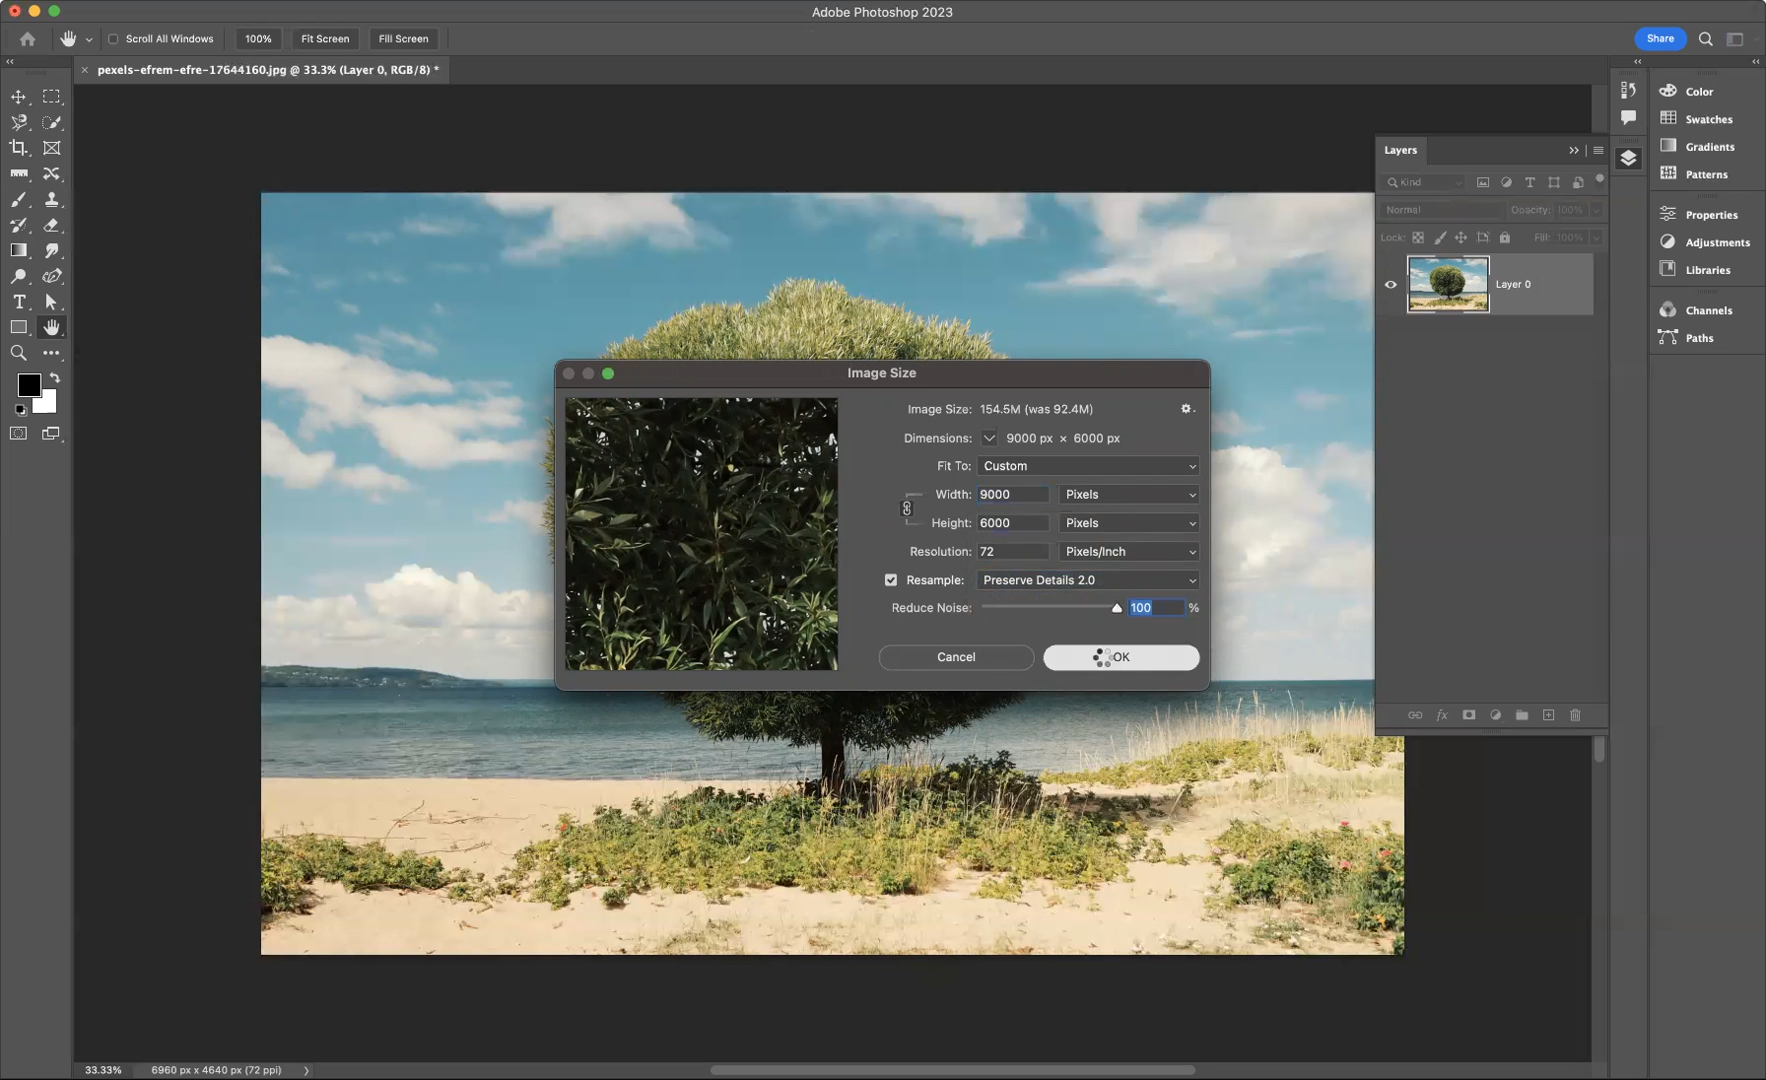 Adobe Photoshop 2023
Scroll All Windows 100% Fit Screen Fill Screen Share
pexels-efrem-efre-17644160.jpg @ 33.3% (Layer 0, RGB/8) *
Color
Swatches
Gradients
Patterns
Properties
Adjustments
Libraries
Channels
Paths
Layers
Kind
Normal Opacity: 100%
Lock: Fill: 100%
Layer 0
fx
Image Size
Image Size: 154.5M (was 92.4M)
Dimensions: 9000 px × 6000 px
Fit To: Custom
Width: 9000 Pixels
Height: 6000 Pixels
Resolution: 72 Pixels/Inch
Resample: Preserve Details 2.0
Reduce Noise: 100 %
Cancel OK
33.33% 6960 px x 4640 px (72 ppi)